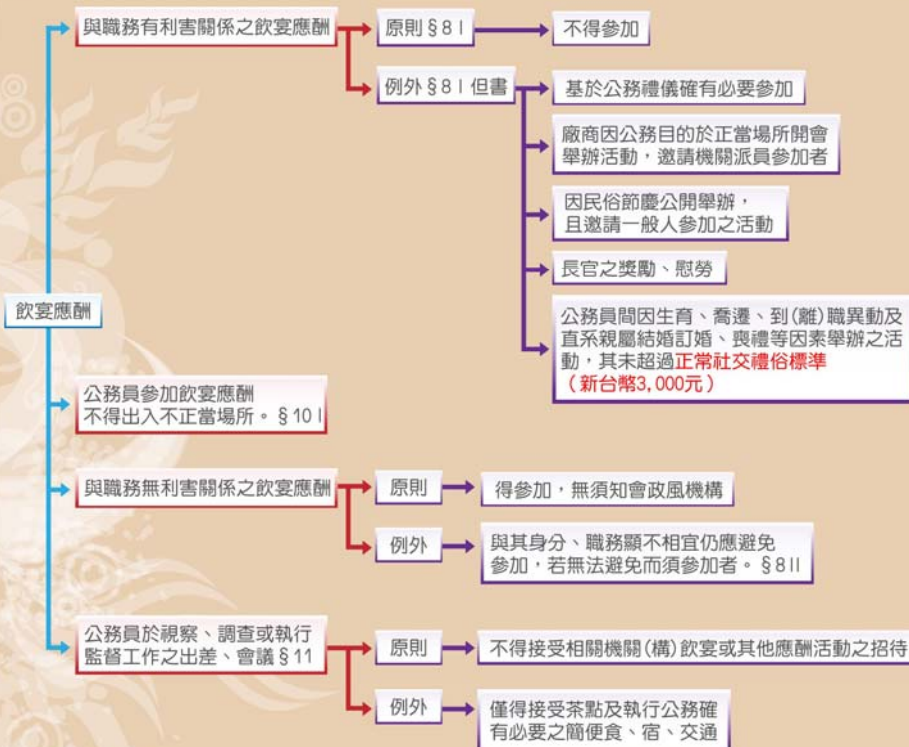 與職務有利害關係之飲宴應酬
原則§8Ⅰ
不得參加
例外§8Ⅰ但書
基於公務禮儀確有必要參加
廠商因公務目的於正當場所開會
舉辦活動，邀請機關派員參加者
因民俗節慶公開舉辦，
且邀請一般人參加之活動
長官之獎勵、慰勞
公務員間因生育、喬遷、到(離)職異動及
直系親屬結婚訂婚、喪禮等因素舉辦之活
動，其未超過正常社交禮俗標準
（新台幣3,000元）
飲宴應酬
公務員參加飲宴應酬
不得出入不正當場所。§10Ⅰ
與職務無利害關係之飲宴應酬
原則
得參加，無須知會政風機構
例外
與其身分、職務顯不相宜仍應避免
參加，若無法避免而須參加者。§8Ⅱ
公務員於視察、調查或執行
監督工作之出差、會議§11
原則
不得接受相關機關(構)飲宴或其他應酬活動之招待
例外
僅得接受茶點及執行公務確
有必要之簡便食、宿、交通